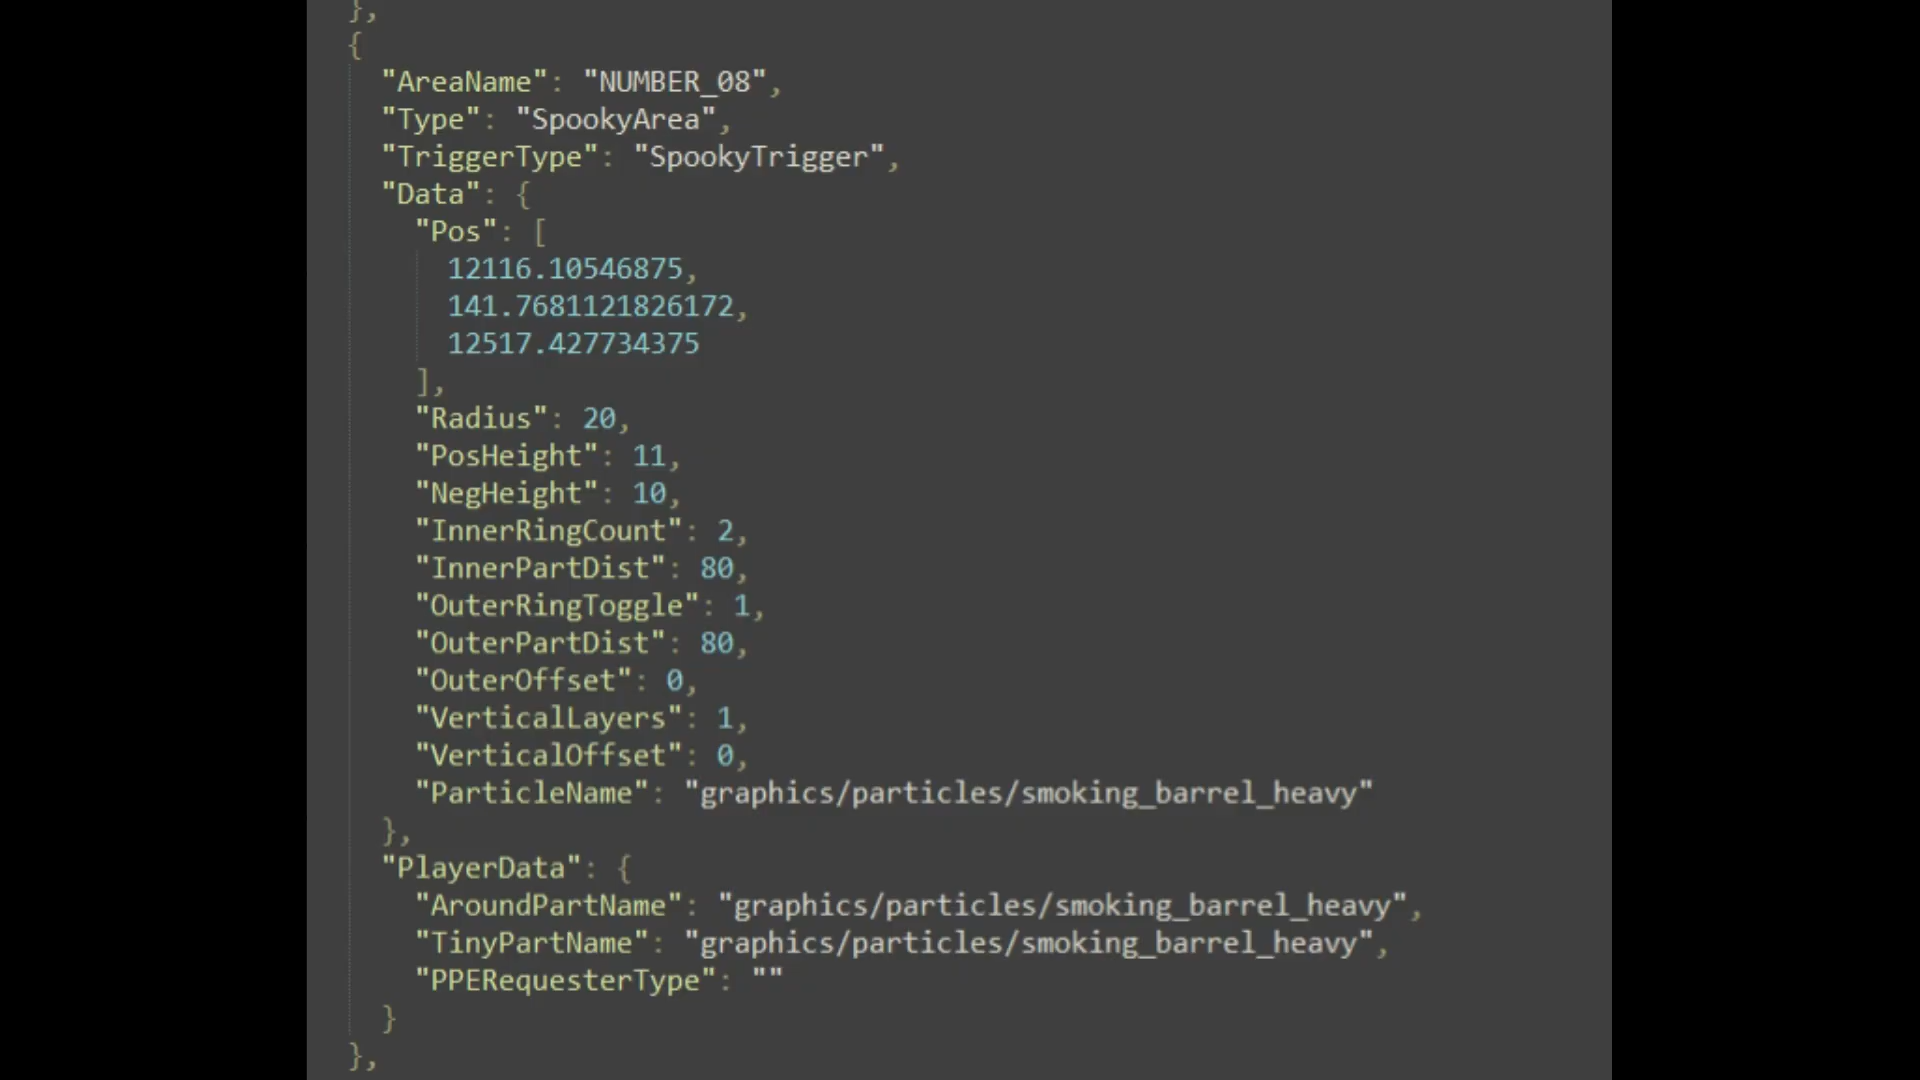 },
{
"AreaName": "NUMBER_08",
"Type": "SpookyArea",
"TriggerType": "SpookyTrigger",
"Data": {
"Pos": [
12116.10546875,
141.7681121826172,
12517.427734375
],
"Radius": 20,
"PosHeight": 11,
"NegHeight": 10,
"InnerRingCount": 2,
"InnerPartDist": 80,
"OuterRingToggle": 1,
"OuterPartDist": 80,
"OuterOffset": 0,
"VerticalLayers": 1,
"VerticalOffset": 0,
"ParticleName": "graphics/particles/smoking_barrel_heavy"
},
"PlayerData": {
"AroundPartName": "graphics/particles/smoking_barrel_heavy",
"TinyPartName": "graphics/particles/smoking_barrel_heavy",
"PPERequesterType": ""
}
},